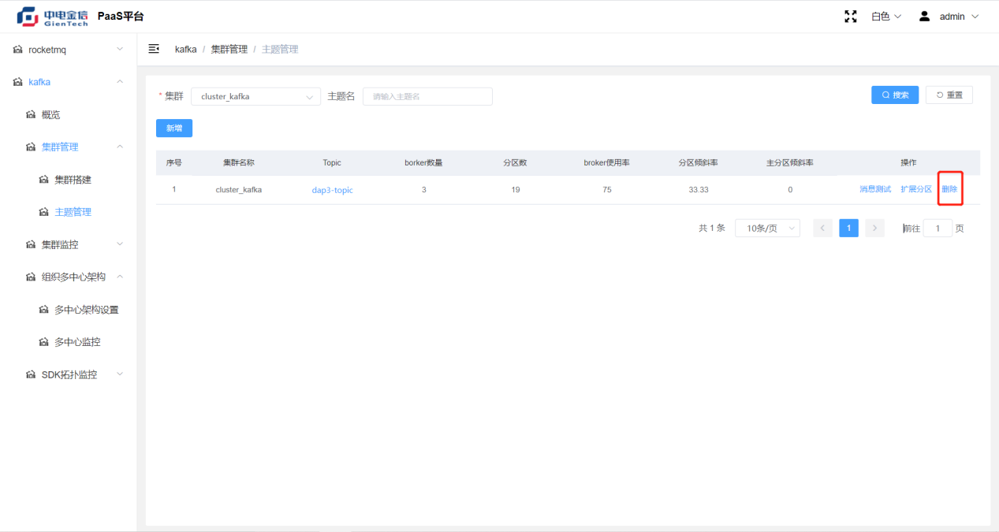 中电金信
GienTech
PaaS平台
白色
admin
rocketmq
kafka
概览
集群管理
集群搭建
主题管理
集群监控
组织多中心架构
多中心架构设置
多中心监控
SDK拓扑监控
kafka / 集群管理 / 主题管理
* 集群 cluster_kafka 主题名 请输入主题名 搜索 重置
新增
序号 集群名称 Topic borker数量 分区数 broker使用率 分区倾斜率 主分区倾斜率 操作
1 cluster_kafka dap3-topic 3 19 75 33.33 0 消息测试 扩展分区 删除
共 1 条 10条/页 < 1 > 前往 1 页